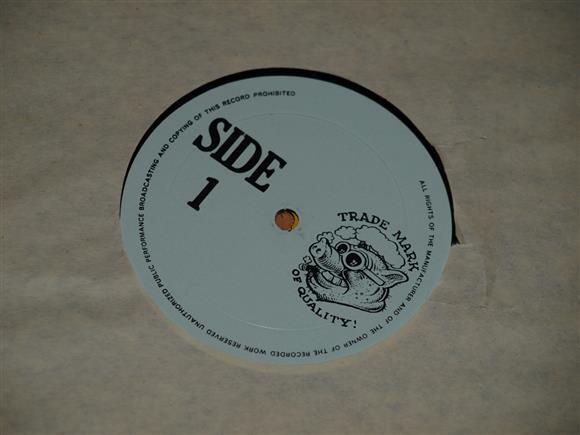 SIDE
1
TRADE MARK
OF QUALITY!
ALL RIGHTS OF THE MANUFACTURER AND OF THE OWNER OF THE RECORDED WORK RESERVED UNAUTHORIZED PUBLIC PERFORMANCE BROADCASTING AND COPYING OF THIS RECORD PROHIBITED